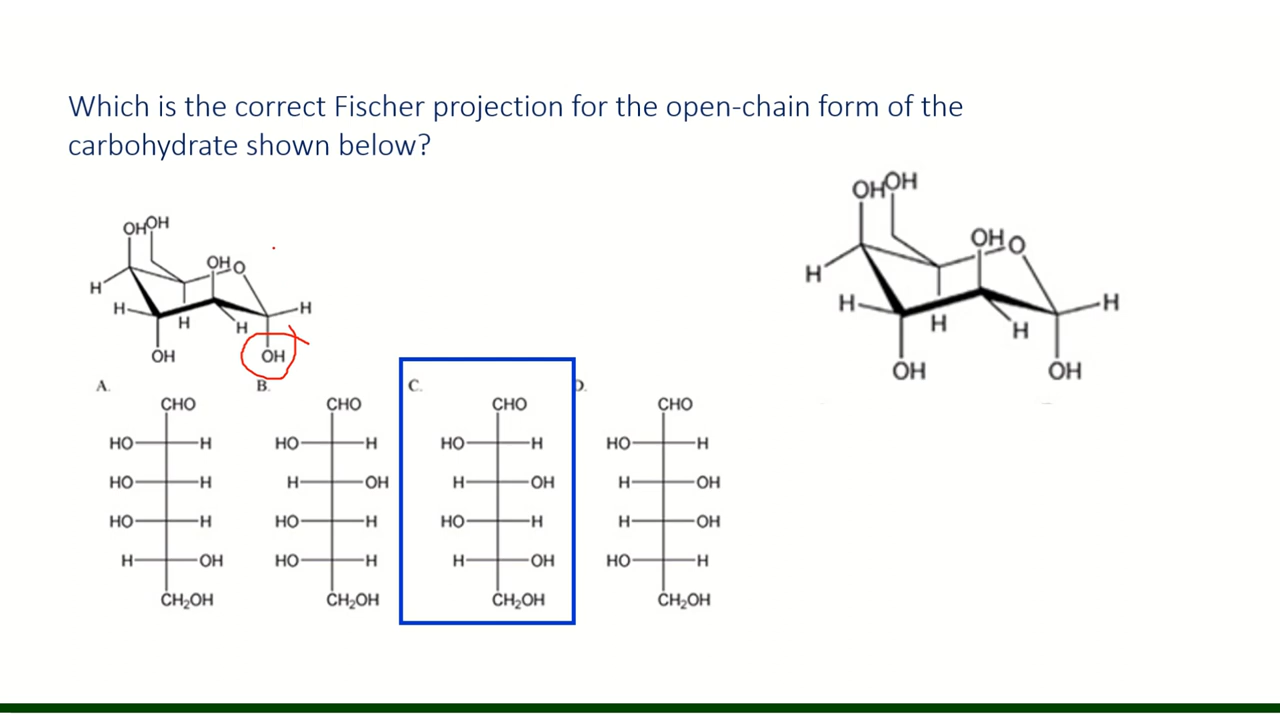 Which is the correct Fischer projection for the open-chain form of the
carbohydrate shown below?
OH OH
OH O
H
H
H
H
H
OH
OH
OH OH
OH O
H
H
H
H
H
OH
OH
A.
B.
C.
D.
CHO CHO CHO CHO
HO H HO H HO H HO H
HO H H OH H OH H OH
HO H HO H HO H H OH
H OH HO H H OH HO H
CH2OH CH2OH CH2OH CH2OH